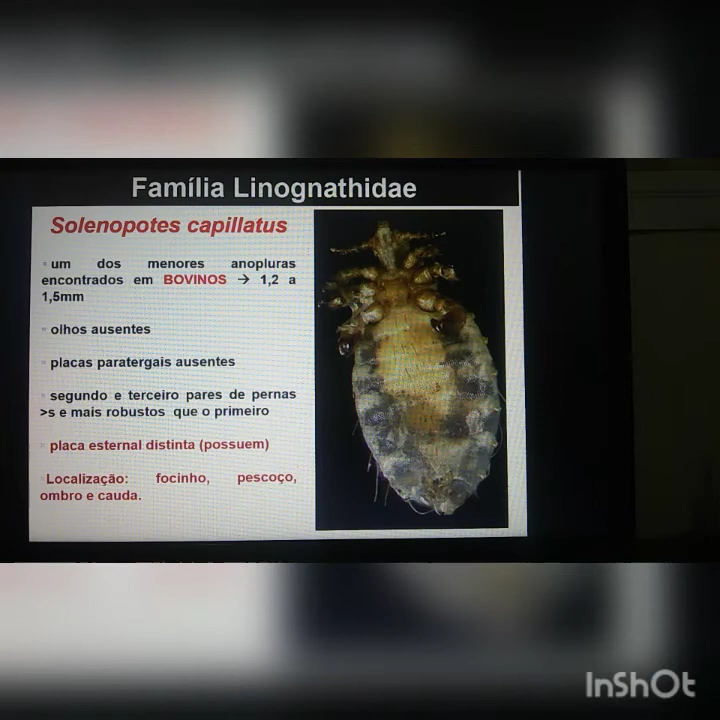 Família Linognathidae
Solenopotes capillatus
um dos menores anopluras
encontrados em BOVINOS → 1,2 a
1,5mm
olhos ausentes
placas paratergais ausentes
segundo e terceiro pares de pernas
>s e mais robustos que o primeiro
placa esternal distinta (possuem)
Localização: focinho, pescoço,
ombro e cauda.
InShOt